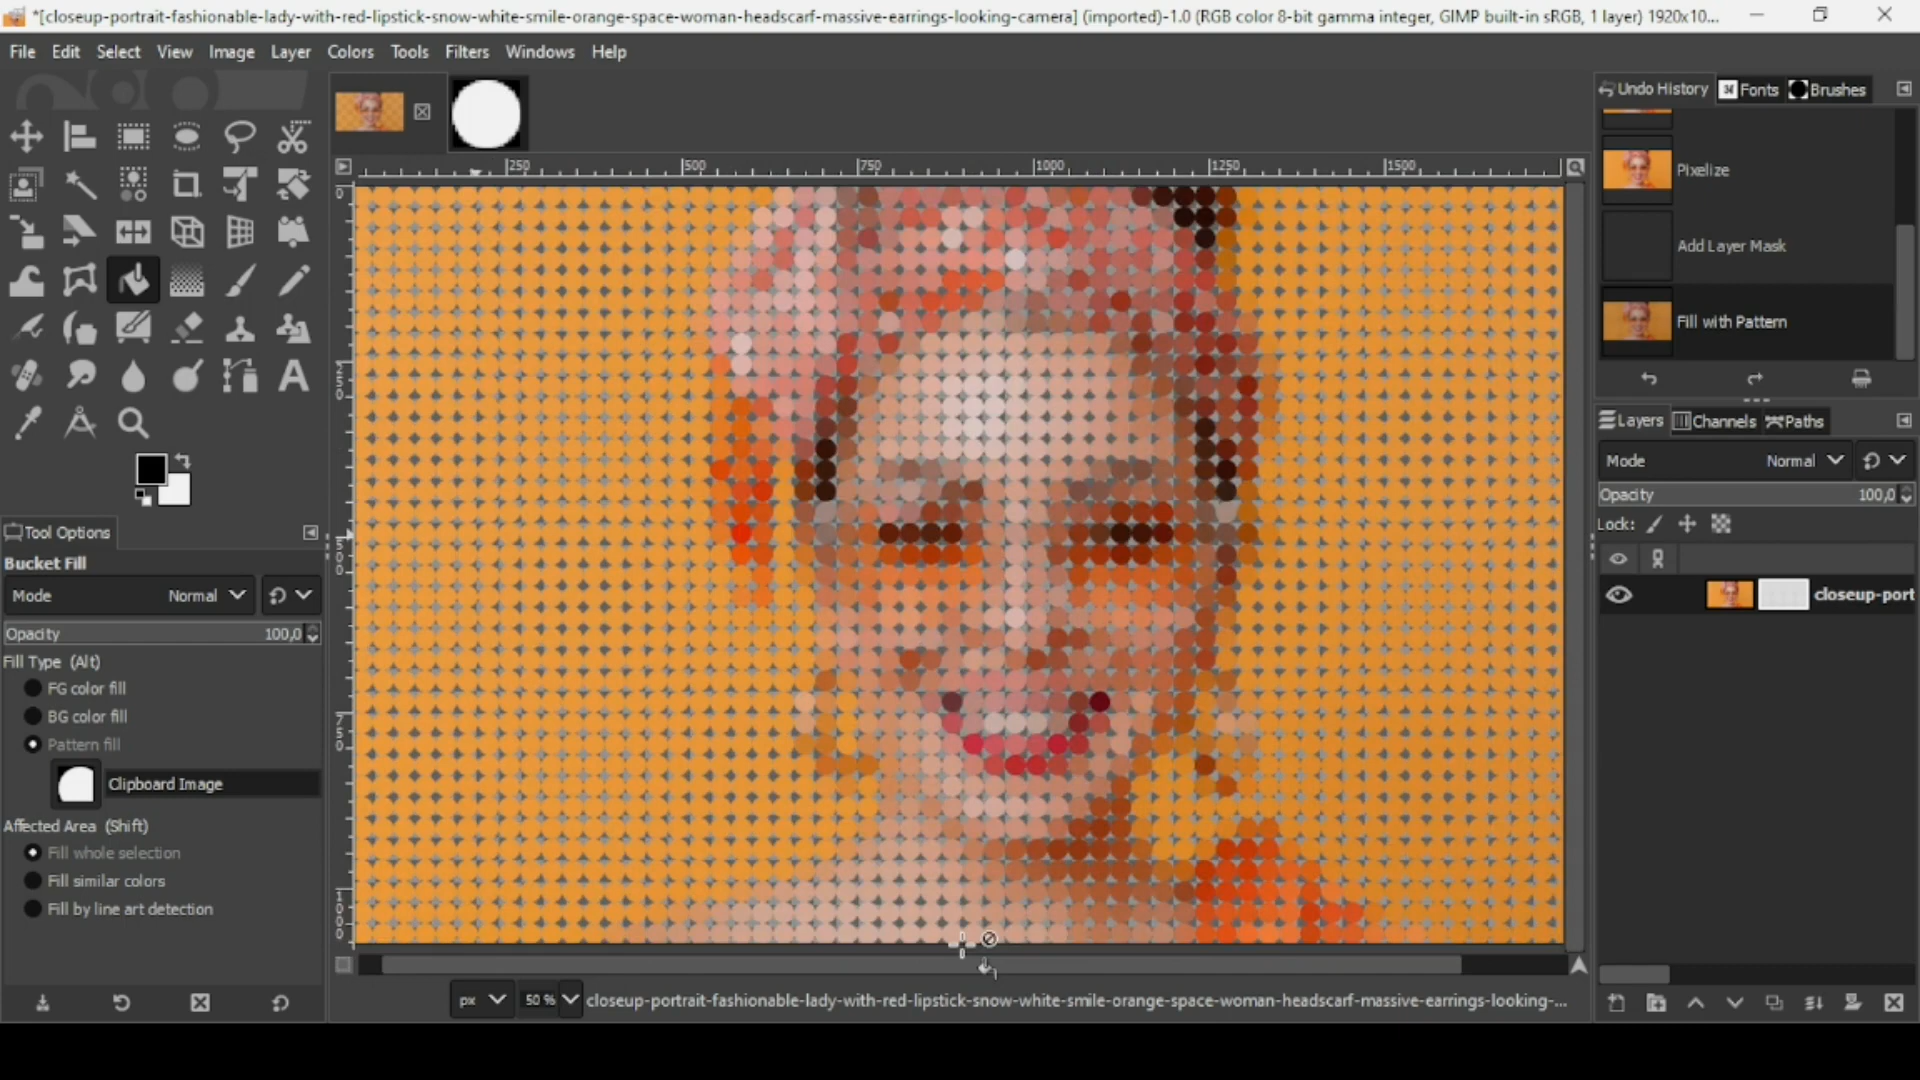 *[closeup-portrait-fashionable-lady-with-red-lipstick-snow-white-smile-orange-space-woman-headscarf-massive-earrings-looking-camera] (imported)-1.0 (RGB color 8-bit gamma integer, GIMP built-in sRGB, 1 layer) 1920x10...
File Edit Select View Image Layer Colors Tools Filters Windows Help
Undo History Fonts Brushes
250 500 750 1000 1250 1500
0
250
500
750
1000
Pixelize
Add Layer Mask
Fill with Pattern
Layers Channels Paths
Mode Normal
Opacity 100,0
Lock:
closeup-port
Tool Options
Bucket Fill
Mode Normal
Opacity 100,0
Fill Type (Alt)
FG color fill
BG color fill
Pattern fill
Clipboard Image
Affected Area (Shift)
Fill whole selection
Fill similar colors
Fill by line art detection
px 50 % closeup-portrait-fashionable-lady-with-red-lipstick-snow-white-smile-orange-space-woman-headscarf-massive-earrings-looking-...